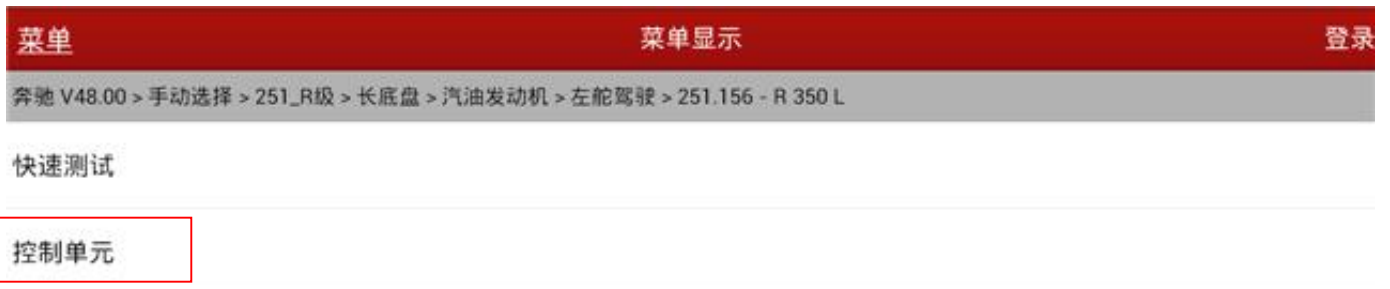 菜单 菜单显示 登录
奔驰 V48.00 > 手动选择 > 251_R级 > 长底盘 > 汽油发动机 > 左舵驾驶 > 251.156 - R 350 L
快速测试
控制单元